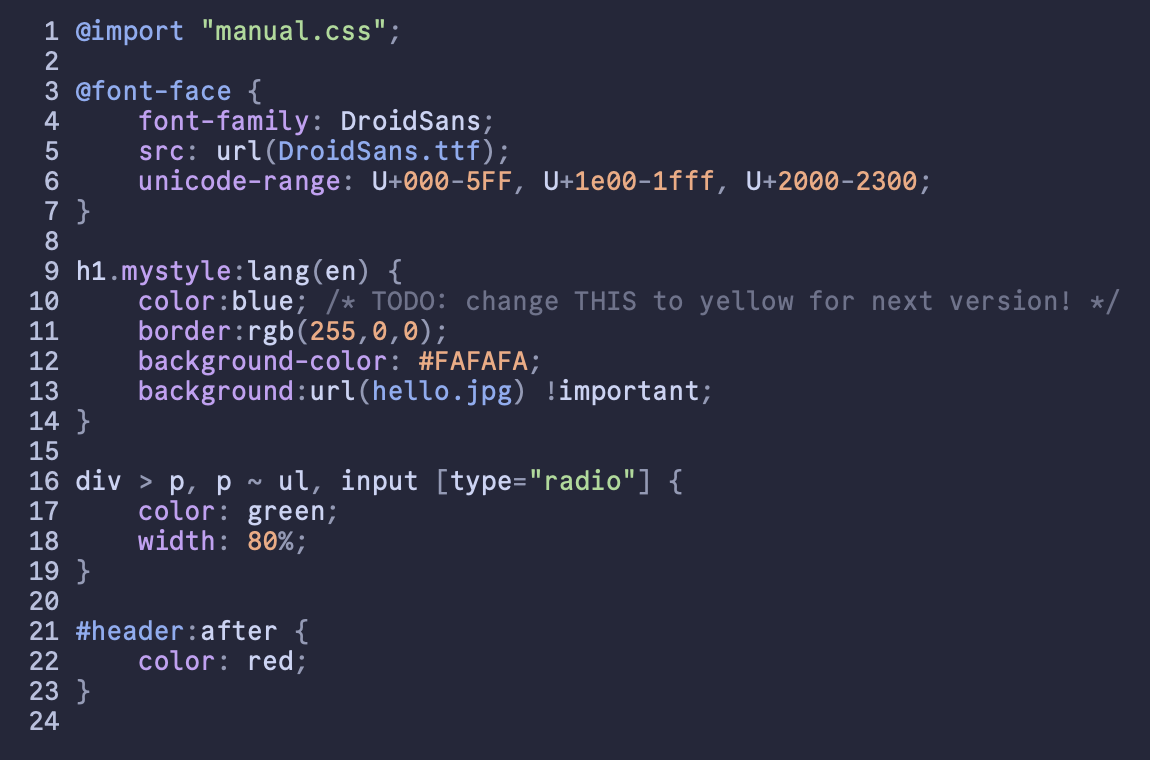 1 @import "manual.css";
2
3 @font-face {
4     font-family: DroidSans;
5     src: url(DroidSans.ttf);
6     unicode-range: U+000-5FF, U+1e00-1fff, U+2000-2300;
7 }
8
9 h1.mystyle:lang(en) {
10     color:blue; /* TODO: change THIS to yellow for next version! */
11     border:rgb(255,0,0);
12     background-color: #FAFAFA;
13     background:url(hello.jpg) !important;
14 }
15
16 div > p, p ~ ul, input [type="radio"] {
17     color: green;
18     width: 80%;
19 }
20
21 #header:after {
22     color: red;
23 }
24